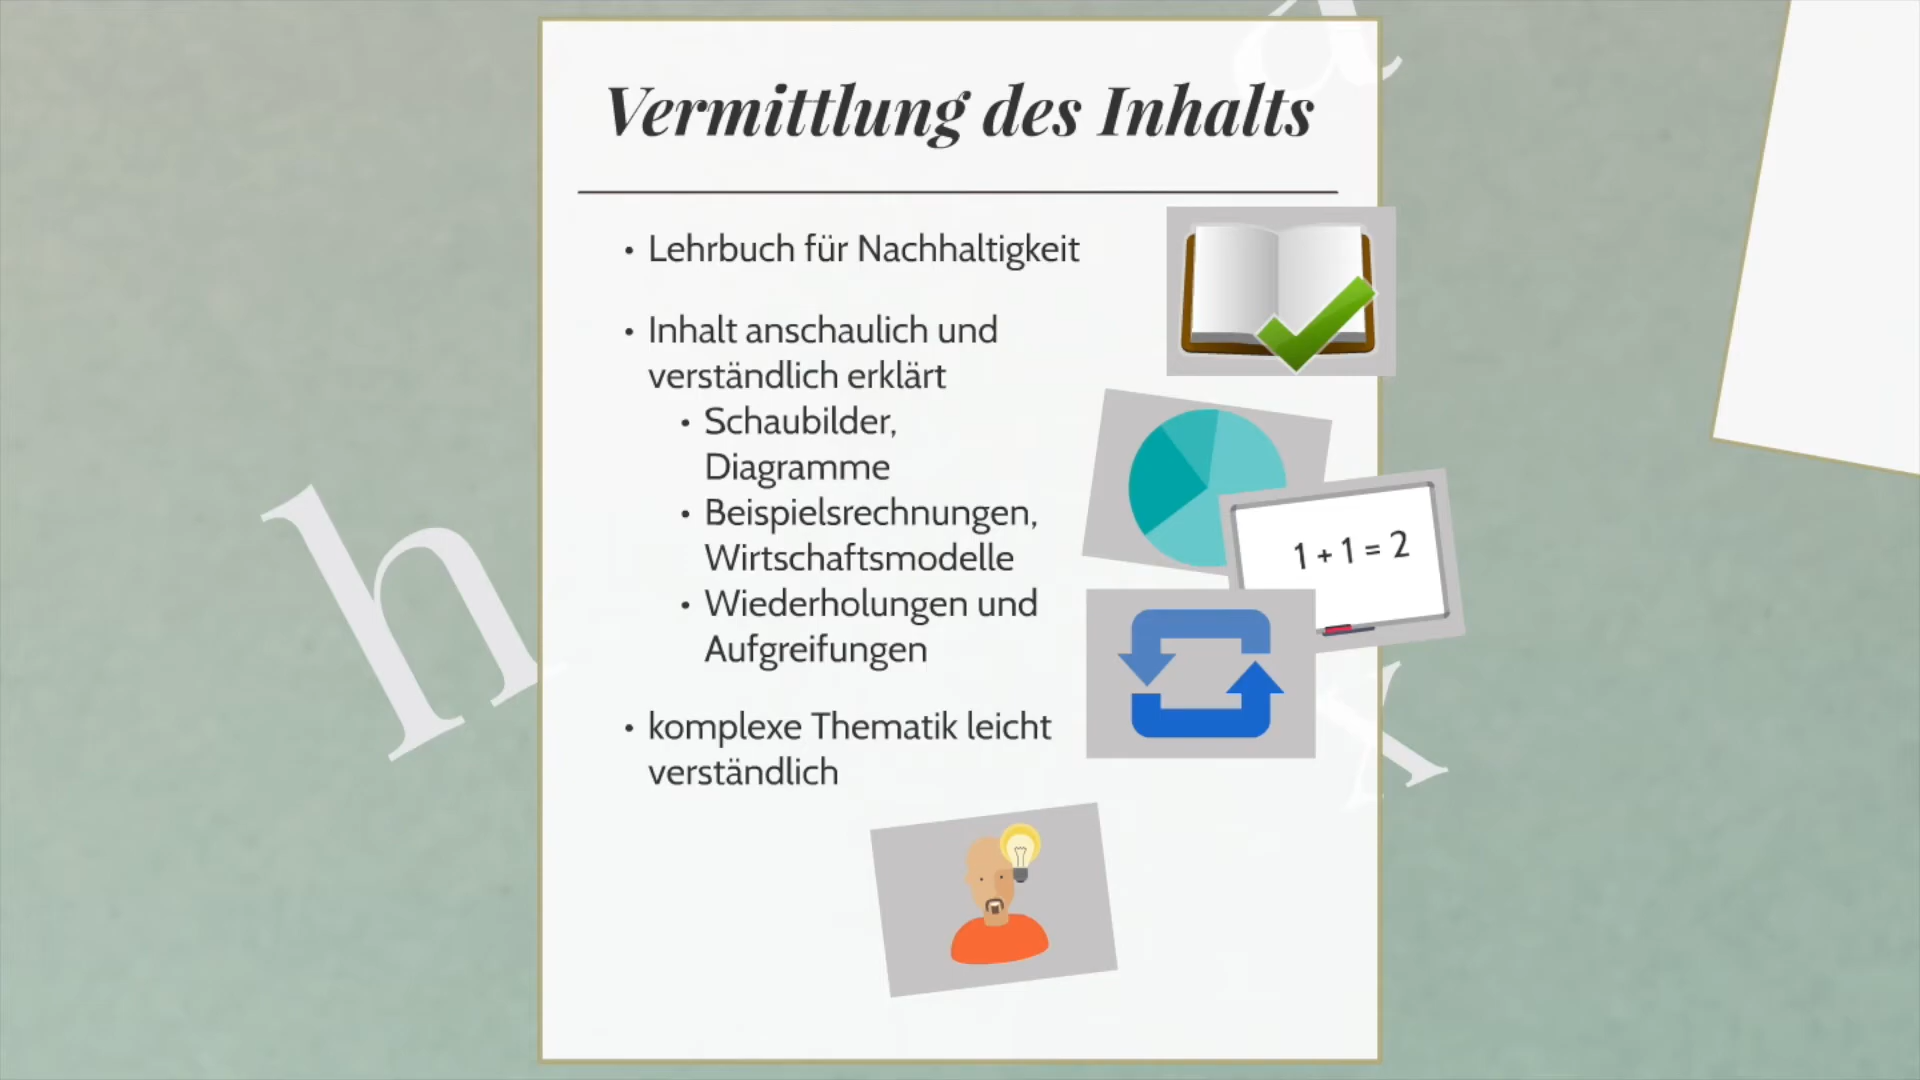 Vermittlung des Inhalts
• Lehrbuch für Nachhaltigkeit
• Inhalt anschaulich und
verständlich erklärt
• Schaubilder,
Diagramme
• Beispielsrechnungen,
Wirtschaftsmodelle
• Wiederholungen und
Aufgreifungen
• komplexe Thematik leicht
verständlich
1 + 1 = 2
h
a
x